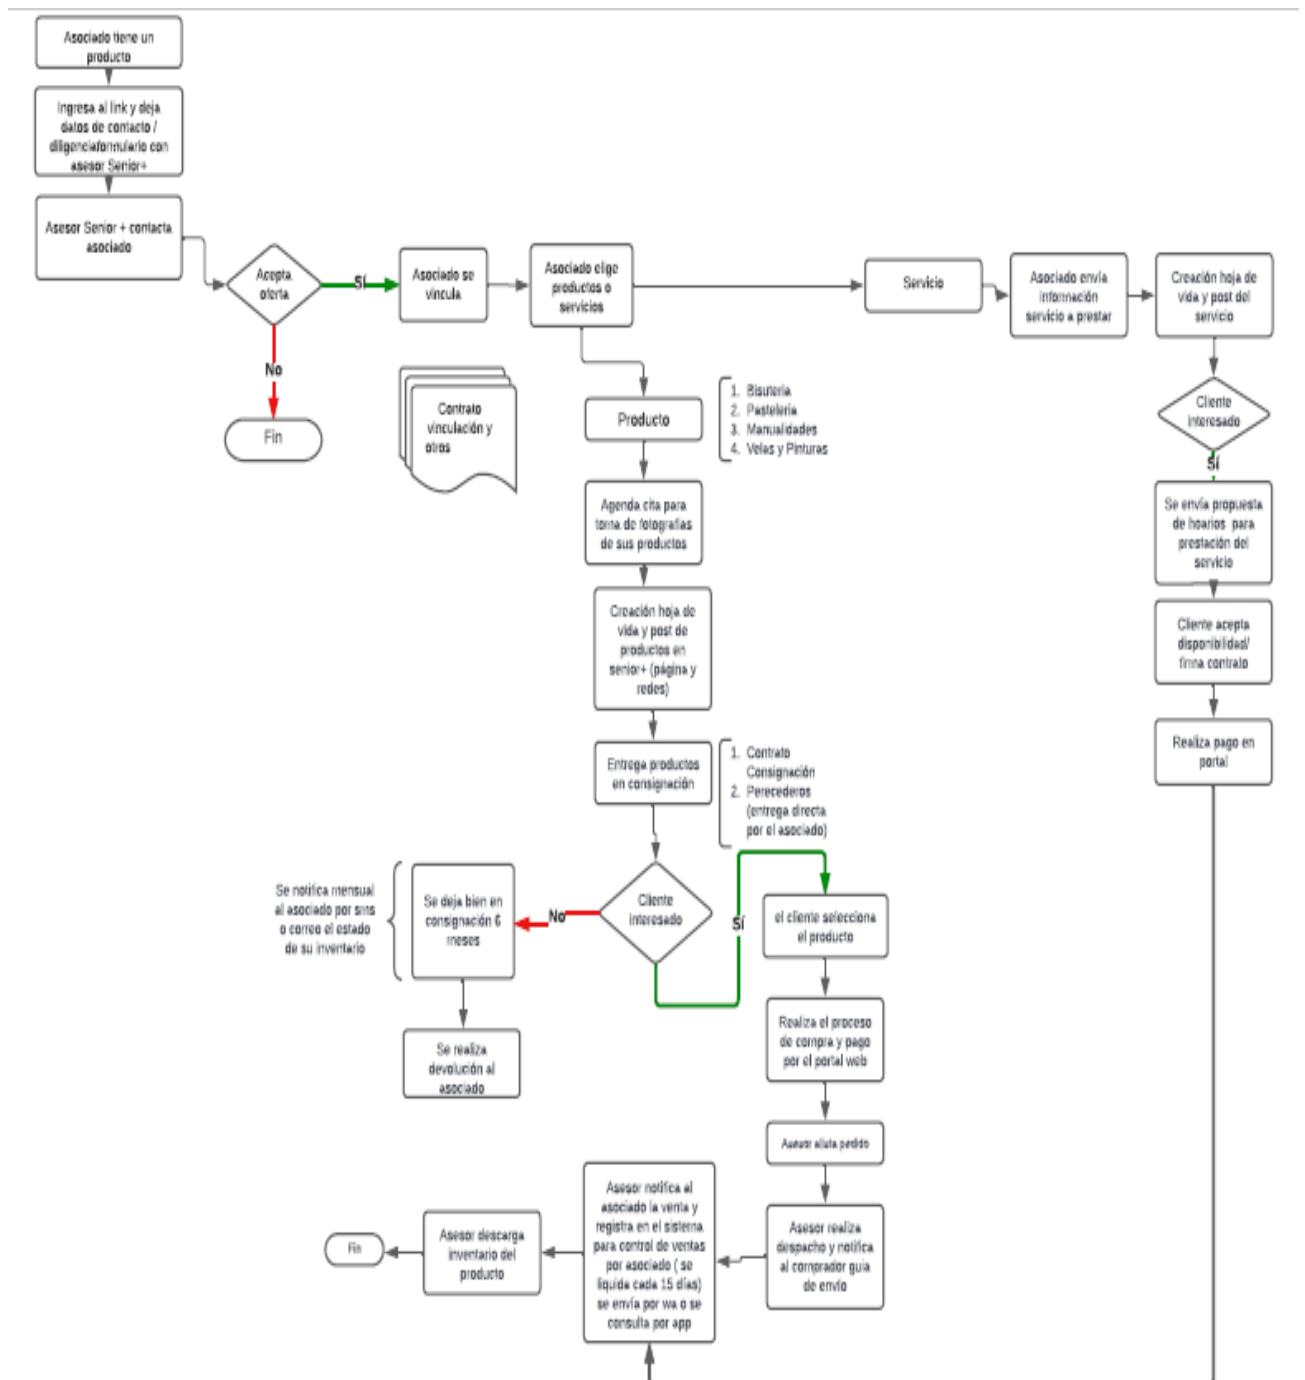 Asociado tiene un
producto
Ingresa al link y deja
datos de contacto /
diligenciaformulario con
asesor Senior+
Asesor Senior + contacta
asociado
Acepta
oferta
Sí
No
Fin
Asociado se
vincula
Contrato
vinculación y
otros
Asociado elige
productos o
servicios
Servicio
Asociado envía
información
servicio a prestar
Creación hoja de
vida y post del
servicio
Cliente
interesado
Sí
Se envía propuesta
de hoarios para
prestación del
servicio
Cliente acepta
disponibilidad/
firma contrato
Realiza pago en
portal
Producto
1. Bisuteria
2. Pasteleria
3. Manualidades
4. Velas y Pinturas
Agenda cita para
toma de fotografías
de sus productos
Creación hoja de
vida y post de
productos en
senior+ (página y
redes)
Entrega productos
en consignación
1. Contrato
Consignación
2. Perecederos
(entrega directa
por el asociado)
Cliente
interesado
No
Sí
Se deja bien en
consignación 6
meses
Se notifica mensual
al asociado por sms
o correo el estado
de su inventario
Se realiza
devolución al
asociado
el cliente selecciona
el producto
Realiza el proceso
de compra y pago
por el portal web
Asesor alista pedido
Asesor realiza
despacho y notifica
al comprador guia
de envío
Asesor notifica al
asociado la venta y
registra en el sistema
para control de ventas
por asociado ( se
liquida cada 15 días)
se envía por wa o se
consulta por app
Asesor descarga
inventario del
producto
Fin